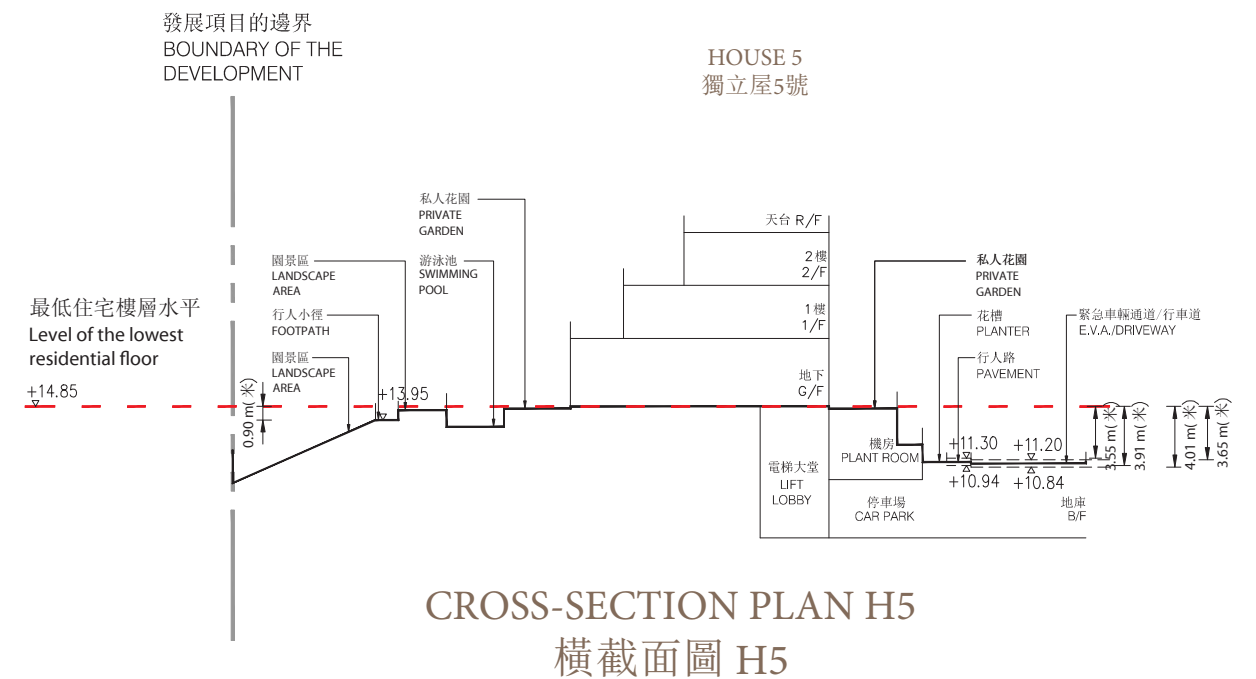 發展項目的邊界
BOUNDARY OF THE
DEVELOPMENT
HOUSE 5
獨立屋5號
私人花園
PRIVATE
GARDEN
天台 R/F
園景區
LANDSCAPE
AREA
游泳池
SWIMMING
POOL
2樓
2/F
私人花園
PRIVATE
GARDEN
最低住宅樓層水平
Level of the lowest
residential floor
+14.85
行人小徑
FOOTPATH
1樓
1/F
花槽
PLANTER
緊急車輛通道/行車道
E.V.A./DRIVEWAY
園景區
LANDSCAPE
AREA
行人路
PAVEMENT
地下
G/F
0.90 m(米)
+13.95
3.55 m(米)
3.91 m(米)
4.01 m(米)
3.65 m(米)
機房
PLANT ROOM
+11.30
+11.20
電梯大堂
LIFT
LOBBY
+10.94
+10.84
停車場
CAR PARK
地庫
B/F
CROSS-SECTION PLAN H5
橫截面圖 H5